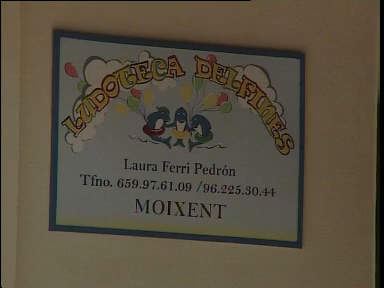 LUDOTECA DELFINES
Laura Ferri Pedrón
Tfno. 659.97.61.09 / 96.225.30.44
MOIXENT